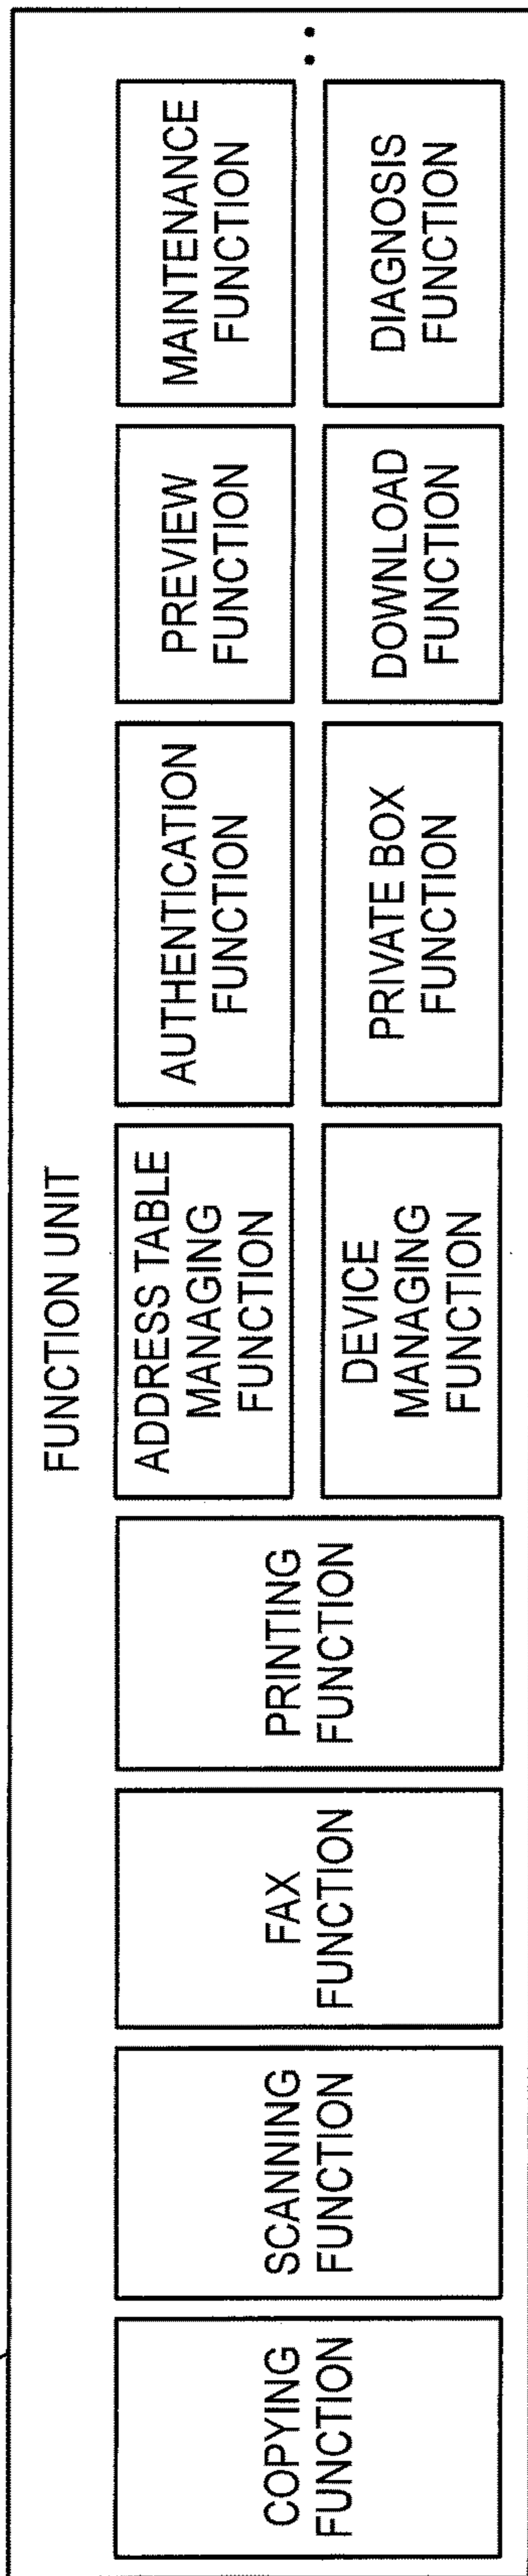 FUNCTION UNIT
COPYING
FUNCTION
SCANNING
FUNCTION
FAX
FUNCTION
PRINTING
FUNCTION
ADDRESS TABLE
MANAGING
FUNCTION
AUTHENTICATION
FUNCTION
PREVIEW
FUNCTION
MAINTENANCE
FUNCTION
DEVICE
MANAGING
FUNCTION
PRIVATE BOX
FUNCTION
DOWNLOAD
FUNCTION
DIAGNOSIS
FUNCTION